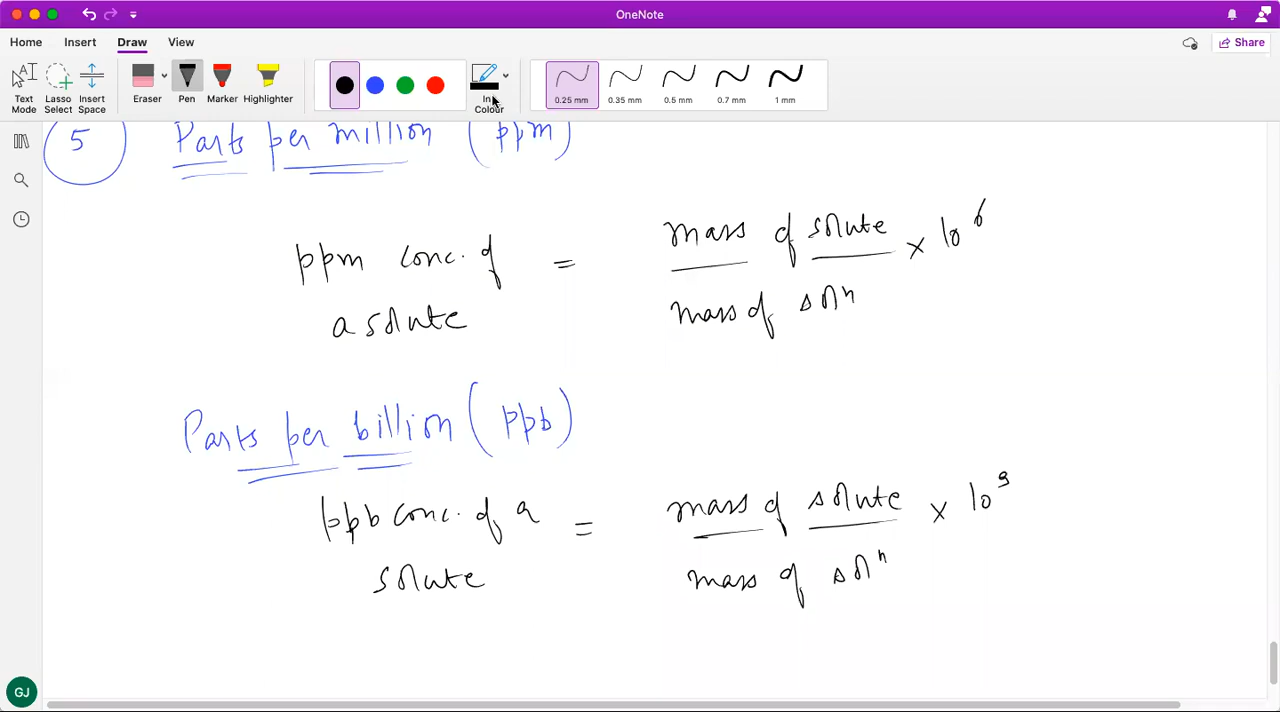 OneNote
Home Insert Draw View
Share
Text Mode
Lasso Select
Insert Space
Eraser
Pen
Marker
Highlighter
Ink Colour
0.25 mm 0.35 mm 0.5 mm 0.7 mm 1 mm
5 Parts per million (ppm)
ppm conc. of a solute = mass of solute × 10⁶
mass of solⁿ
Parts per billion (ppb)
ppb conc. of a solute = mass of solute × 10⁹
mass of solⁿ
GJ